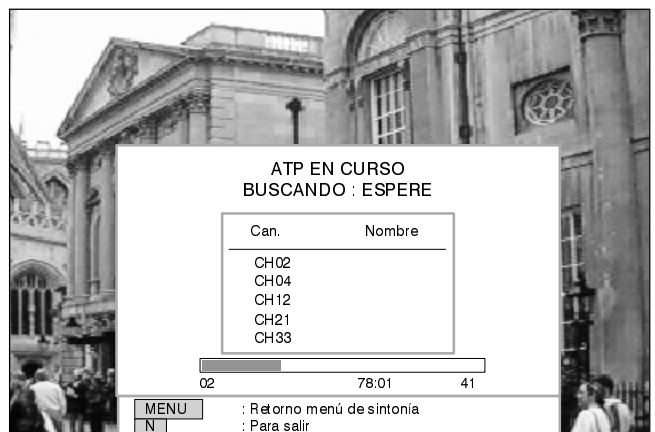 ATP EN CURSO
BUSCANDO : ESPERE
Can. Nombre
CH02
CH04
CH12
CH21
CH33
02 78:01 41
MENU : Retorno menú de sintonía
N : Para salir